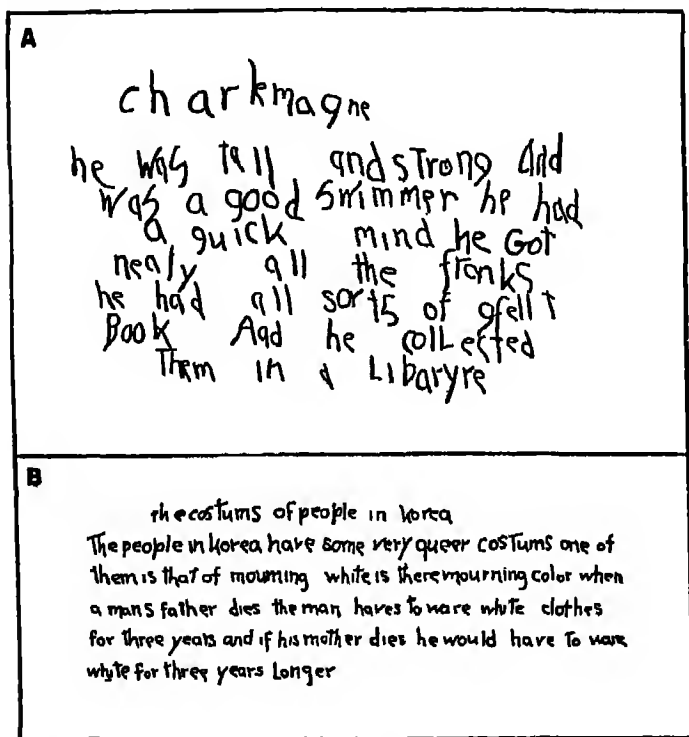 A
charkmagne
he was tall and strong And
was a good swimmer he had
a quick mind he Got
nealy all the franks
he had all sorts of gfellt
Book And he collected
Them in a Libaryre
B
The costums of people in korea
The people in korea have some very queer costums one of
them is that of mourning white is there mourning color when
a mans father dies the man haves to ware white clothes
for three years and if his mother dies he would have to ware
whyte for three years Longer